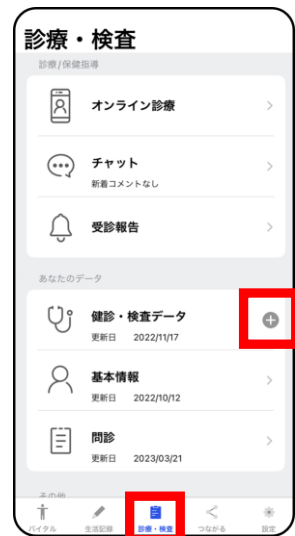 診療・検査
診療/保健指導
オンライン診療
チャット
新着コメントなし
受診報告
あなたのデータ
健診・検査データ
更新日 2022/11/17
基本情報
更新日 2022/10/12
問診
更新日 2023/03/21
その他
バイタル 生活記録 診療・検査 つながる 設定